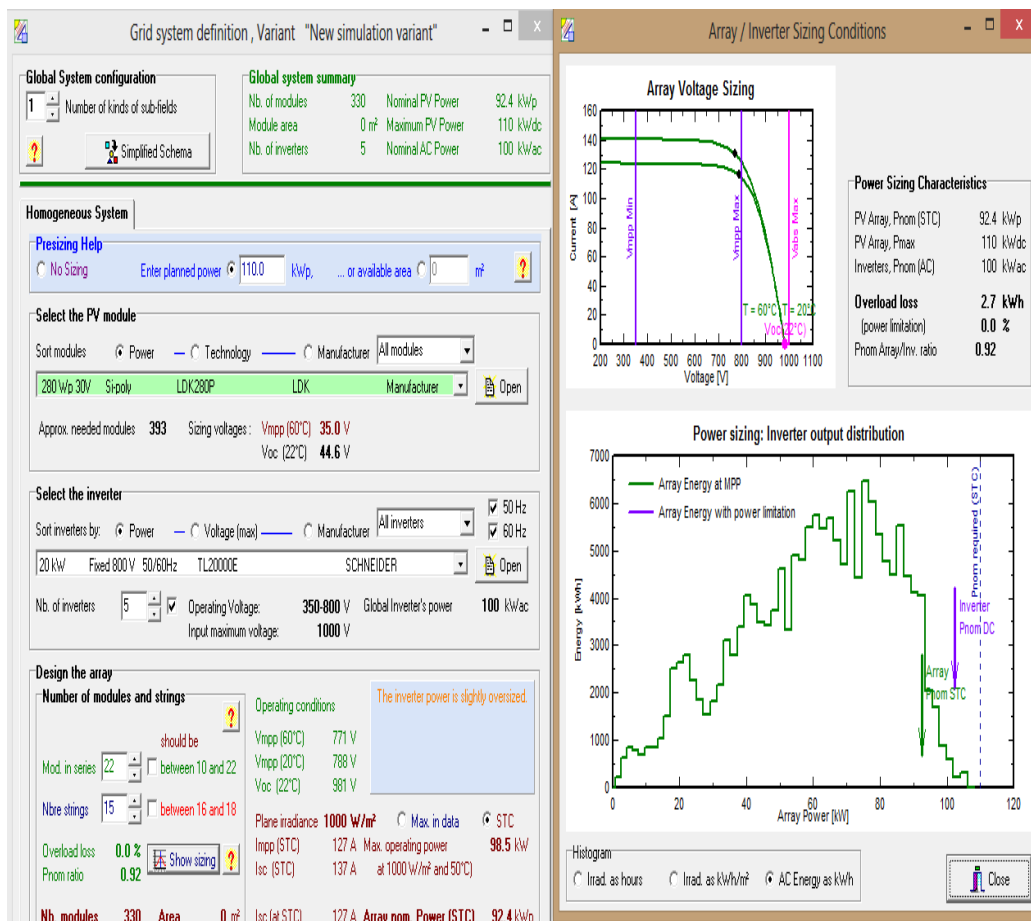 Grid system definition , Variant "New simulation variant"
Global System configuration
1 Number of kinds of sub-fields
? Simplified Schema
Global system summary
Nb. of modules 330 Nominal PV Power 92.4 kWp
Module area 0 m² Maximum PV Power 110 kWdc
Nb. of inverters 5 Nominal AC Power 100 kWac
Homogeneous System
Presizing Help
No Sizing Enter planned power 110.0 kWp, ... or available area 0 m² ?
Select the PV module
Sort modules Power Technology Manufacturer All modules
280 Wp 30V Si-poly LDK280P LDK Manufacturer Open
Approx. needed modules 393 Sizing voltages : Vmpp (60°C) 35.0 V
Voc (22°C) 44.6 V
Select the inverter
50 Hz
Sort inverters by: Power Voltage (max) Manufacturer All inverters 60 Hz
20 kW Fixed 800 V 50/60Hz TL20000E SCHNEIDER Open
Nb. of inverters 5 Operating Voltage: 350-800 V Global Inverter's power 100 kWac
Input maximum voltage: 1000 V
Design the array
Number of modules and strings
?
should be
Mod. in series 22 between 10 and 22
Nbre strings 15 between 16 and 18
Overload loss 0.0 % Show sizing ?
Pnom ratio 0.92
Nb. modules 330 Area 0 m²
Operating conditions
Vmpp (60°C) 771 V
Vmpp (20°C) 788 V
Voc (22°C) 981 V
The inverter power is slightly oversized.
Plane irradiance 1000 W/m² Max. in data STC
Impp (STC) 127 A Max. operating power 98.5 kW
Isc (STC) 137 A at 1000 W/m² and 50°C)
Isc (at STC) 127 A Array nom. Power (STC) 92.4 kWp
Array / Inverter Sizing Conditions
Array Voltage Sizing
160
140
120
100
80
60
40
20
0
Current [A]
Vmpp Min
Vmpp Max
Vabs Max
T = 60°C T = 20°C
Voc (22°C)
200 300 400 500 600 700 800 900 1000 1100
Voltage [V]
Power Sizing Characteristics
PV Array, Pnom (STC) 92.4 kWp
PV Array, Pmax 110 kWdc
Inverters, Pnom (AC) 100 kWac
Overload loss 2.7 kWh
(power limitation) 0.0 %
Pnom Array/Inv. ratio 0.92
Power sizing: Inverter output distribution
7000
6000
5000
4000
3000
2000
1000
0
Energy [kWh]
Array Energy at MPP
Array Energy with power limitation
Pnom required (STC)
Inverter
Pnom DC
Array
Pnom STC
0 20 40 60 80 100 120
Array Power [kW]
Histogram
Irrad. as hours Irrad. as kWh/m² AC Energy as kWh
Close